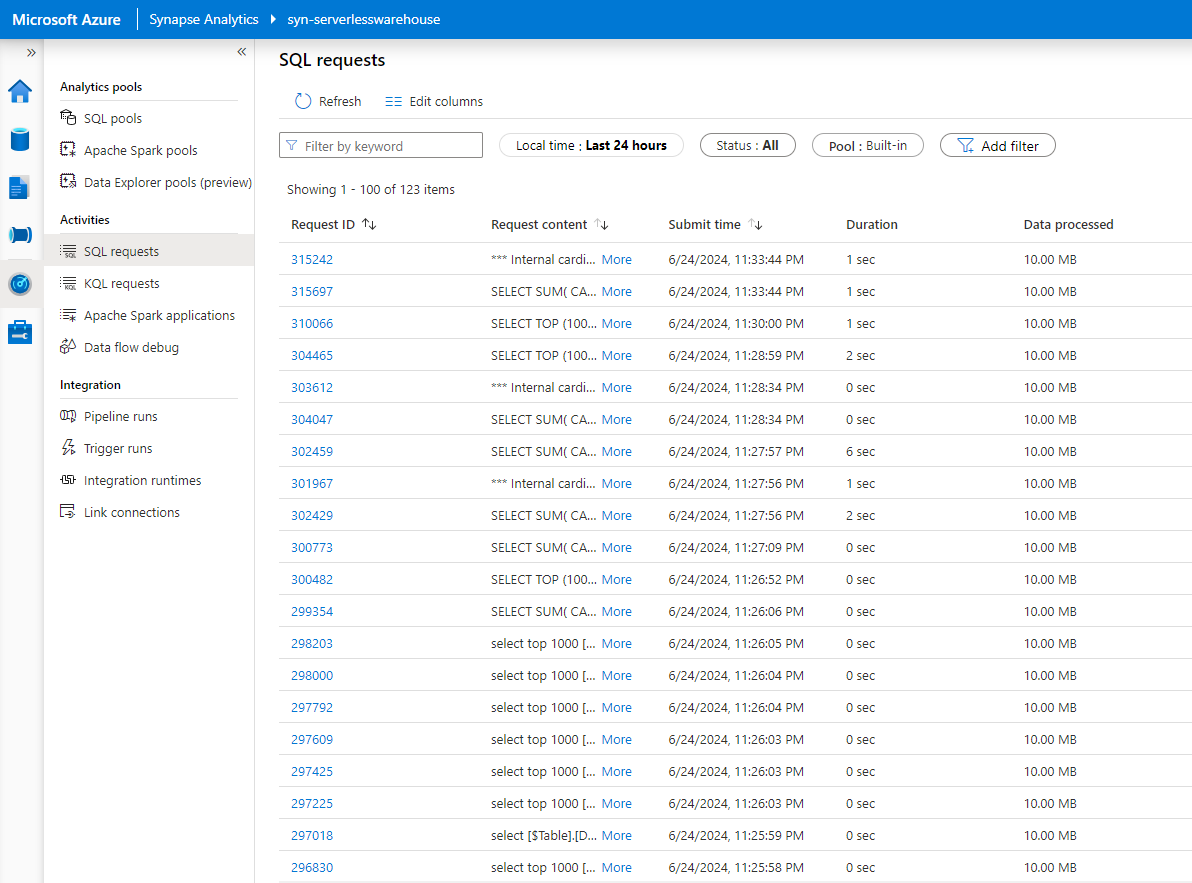 Microsoft Azure Synapse Analytics syn-serverlesswarehouse
» «
SQL requests
Refresh Edit columns
Filter by keyword Local time : Last 24 hours Status : All Pool : Built-in Add filter
Showing 1 - 100 of 123 items
Analytics pools
SQL pools
Apache Spark pools
Data Explorer pools (preview)
Activities
SQL requests
KQL requests
Apache Spark applications
Data flow debug
Integration
Pipeline runs
Trigger runs
Integration runtimes
Link connections
Request ID ↑↓ Request content ↑↓ Submit time ↑↓ Duration Data processed
315242 *** Internal cardi... More 6/24/2024, 11:33:44 PM 1 sec 10.00 MB
315697 SELECT SUM( CA... More 6/24/2024, 11:33:44 PM 1 sec 10.00 MB
310066 SELECT TOP (100... More 6/24/2024, 11:30:00 PM 1 sec 10.00 MB
304465 SELECT TOP (100... More 6/24/2024, 11:28:59 PM 2 sec 10.00 MB
303612 *** Internal cardi... More 6/24/2024, 11:28:34 PM 0 sec 10.00 MB
304047 SELECT SUM( CA... More 6/24/2024, 11:28:34 PM 0 sec 10.00 MB
302459 SELECT SUM( CA... More 6/24/2024, 11:27:57 PM 6 sec 10.00 MB
301967 *** Internal cardi... More 6/24/2024, 11:27:56 PM 1 sec 10.00 MB
302429 SELECT SUM( CA... More 6/24/2024, 11:27:56 PM 2 sec 10.00 MB
300773 SELECT SUM( CA... More 6/24/2024, 11:27:09 PM 0 sec 10.00 MB
300482 SELECT TOP (100... More 6/24/2024, 11:26:52 PM 0 sec 10.00 MB
299354 SELECT SUM( CA... More 6/24/2024, 11:26:06 PM 0 sec 10.00 MB
298203 select top 1000 [... More 6/24/2024, 11:26:05 PM 0 sec 10.00 MB
298000 select top 1000 [... More 6/24/2024, 11:26:04 PM 0 sec 10.00 MB
297792 select top 1000 [... More 6/24/2024, 11:26:04 PM 0 sec 10.00 MB
297609 select top 1000 [... More 6/24/2024, 11:26:03 PM 0 sec 10.00 MB
297425 select top 1000 [... More 6/24/2024, 11:26:03 PM 0 sec 10.00 MB
297225 select top 1000 [... More 6/24/2024, 11:26:03 PM 0 sec 10.00 MB
297018 select [$Table].[D... More 6/24/2024, 11:25:59 PM 0 sec 10.00 MB
296830 select top 1000 [... More 6/24/2024, 11:25:58 PM 0 sec 10.00 MB